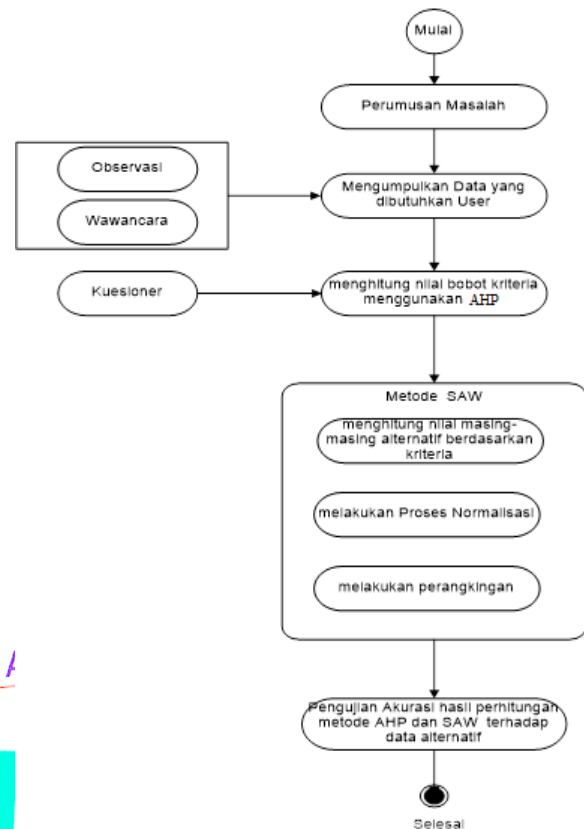 Mulai
Perumusan Masalah
Observasi
Wawancara
Mengumpulkan Data yang
dibutuhkan User
Kuesioner
menghitung nilai bobot kriteria
menggunakan AHP
Metode SAW
menghitung nilai masing-
masing alternatif berdasarkan
kriteria
melakukan Proses Normalisasi
melakukan perangkingan
Pengujian Akurasi hasil perhitungan
metode AHP dan SAW terhadap
data alternatif
Selesai